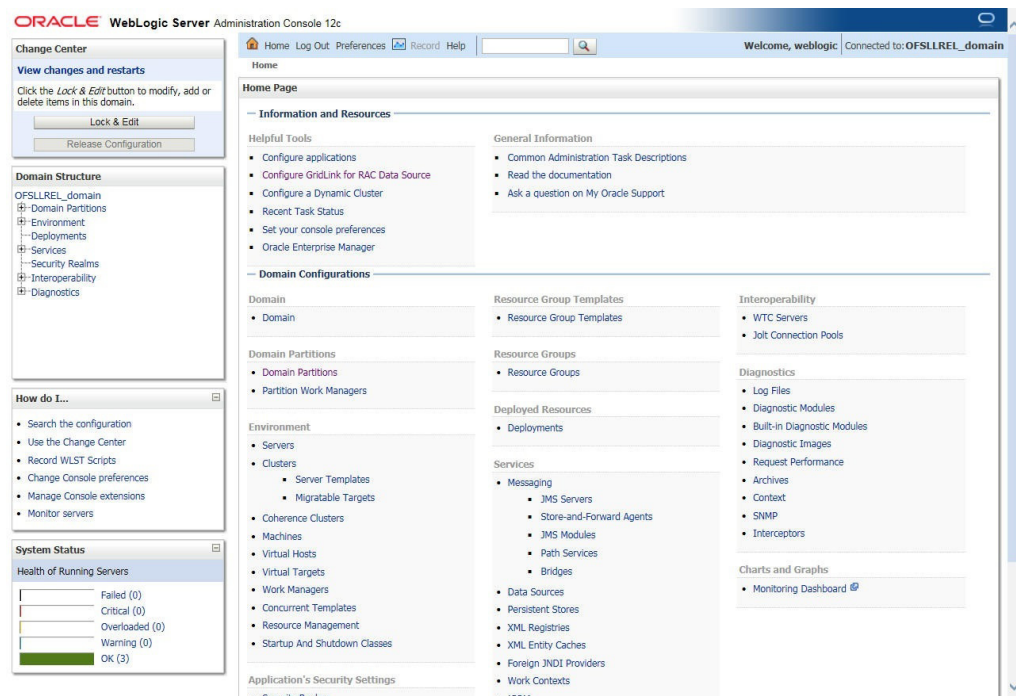 ORACLE WebLogic Server Administration Console 12c
Change Center
View changes and restarts
Click the Lock & Edit button to modify, add or
delete items in this domain.
Lock & Edit
Release Configuration
Domain Structure
OFSLLREL_domain
Domain Partitions
Environment
Deployments
Services
Security Realms
Interoperability
Diagnostics
How do I...
Search the configuration
Use the Change Center
Record WLST Scripts
Change Console preferences
Manage Console extensions
Monitor servers
System Status
Health of Running Servers
Failed (0)
Critical (0)
Overloaded (0)
Warning (0)
OK (3)
Home Log Out Preferences Record Help
Welcome, weblogic Connected to: OFSLLREL_domain
Home
Home Page
Information and Resources
Helpful Tools
Configure applications
Configure GridLink for RAC Data Source
Configure a Dynamic Cluster
Recent Task Status
Set your console preferences
Oracle Enterprise Manager
General Information
Common Administration Task Descriptions
Read the documentation
Ask a question on My Oracle Support
Domain Configurations
Domain
Domain
Domain Partitions
Domain Partitions
Partition Work Managers
Environment
Servers
Clusters
Server Templates
Migratable Targets
Coherence Clusters
Machines
Virtual Hosts
Virtual Targets
Work Managers
Concurrent Templates
Resource Management
Startup And Shutdown Classes
Application's Security Settings
Resource Group Templates
Resource Group Templates
Resource Groups
Resource Groups
Deployed Resources
Deployments
Services
Messaging
JMS Servers
Store-and-Forward Agents
JMS Modules
Path Services
Bridges
Data Sources
Persistent Stores
XML Registries
XML Entity Caches
Foreign JNDI Providers
Work Contexts
Interoperability
WTC Servers
Jolt Connection Pools
Diagnostics
Log Files
Diagnostic Modules
Built-in Diagnostic Modules
Diagnostic Images
Request Performance
Archives
Context
SNMP
Interceptors
Charts and Graphs
Monitoring Dashboard